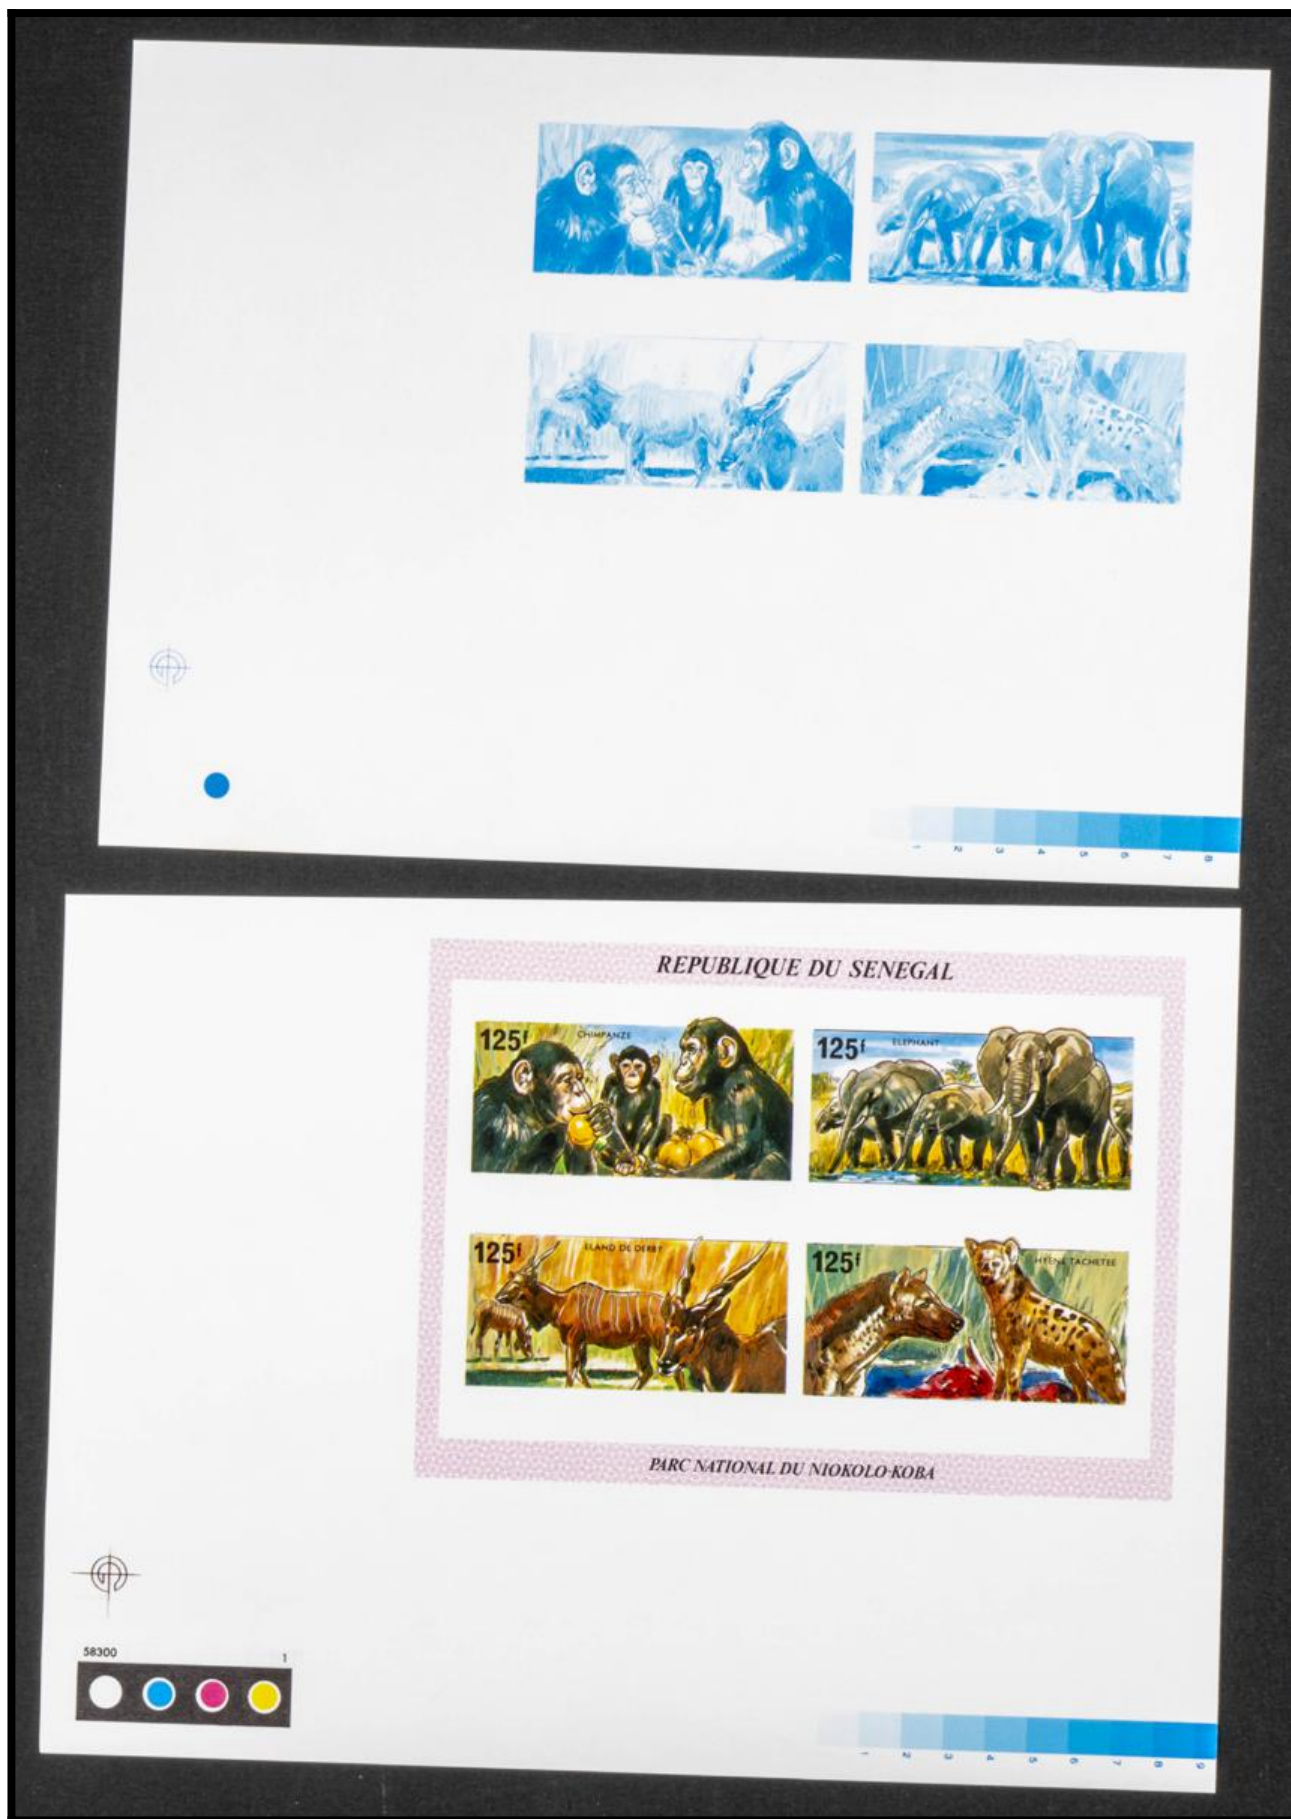 1 2 3 4 5 6 7 8
REPUBLIQUE DU SENEGAL
125f CHIMPANZE
125f ELEPHANT
125f ELAND DE DERBY
125f HYENE TACHETEE
PARC NATIONAL DU NIOKOLO-KOBA
58300 1
1 2 3 4 5 6 7 8 9